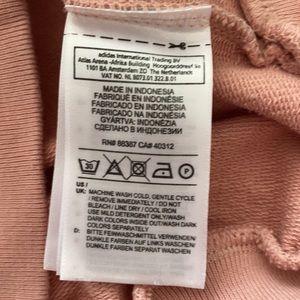 adidas International Trading BV
Atlas Arena-Afrika Building Hoogoorddreef 9a
1101 BA Amsterdam ZO The Netherlands
VAT NO. NL 8073.01.322.B.01
MADE IN INDONESIA
FABRIQUÉ EN INDONÉSIE
FABRICADO EN INDONESIA
FABRICADO NA INDONÉSIA
GYÁRTVA: INDONÉZIA
СДЕЛАНО В ИНДОНЕЗИИ
RN# 88387 CA# 40312
30
P
US /
UK: MACHINE WASH COLD, GENTLE CYCLE
/ REMOVE IMMEDIATELY / DO NOT
BLEACH / LINE DRY / COOL IRON
USE MILD DETERGENT ONLY/WASH
DARK COLORS INSIDE OUT/WASH DARK
COLORS SEPARATELY
D: BITTE FEINWASCHMITTEL VERWENDEN/
DUNKLE FARBEN AUF LINKS WASCHEN/
DUNKLE FARBEN SEPARAT WASCHEN